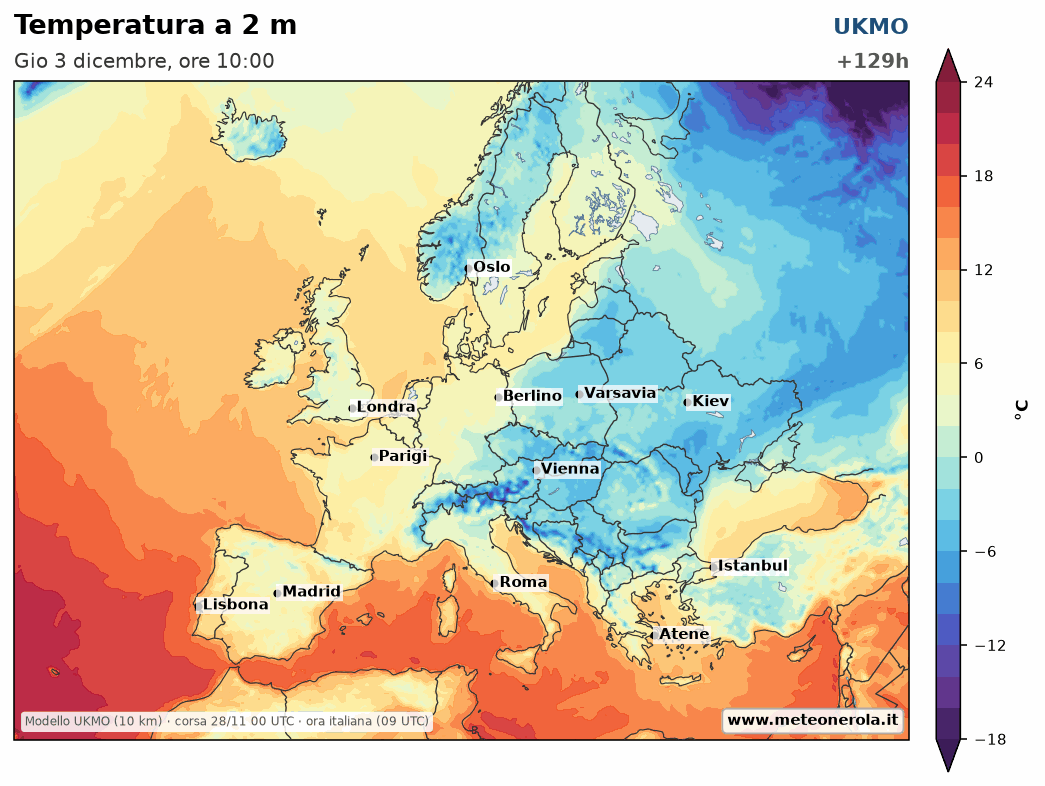 Temperatura a 2 m
UKMO
Gio 3 dicembre, ore 10:00
+129h
24
18
12
6
0
−6
−12
−18
°C
Oslo
Berlino
Varsavia
Kiev
Londra
Parigi
Vienna
Istanbul
Roma
Madrid
Lisbona
Atene
Modello UKMO (10 km) · corsa 28/11 00 UTC · ora italiana (09 UTC)
www.meteonerola.it